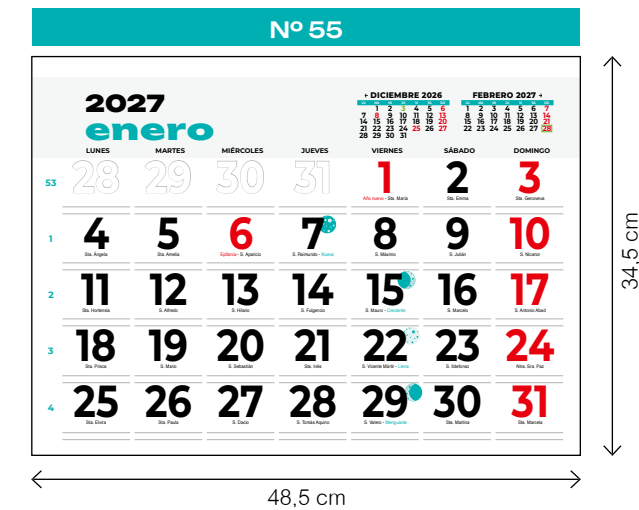 Nº 55
2027
enero
← DICIEMBRE 2026
1 2 3 4 5 6
7 8 9 10 11 12 13
14 15 16 17 18 19 20
21 22 23 24 25 26 27
28 29 30 31
FEBRERO 2027 →
1 2 3 4 5 6 7
8 9 10 11 12 13 14
15 16 17 18 19 20 21
22 23 24 25 26 27 28
LUNES MARTES MIÉRCOLES JUEVES VIERNES SÁBADO DOMINGO
53 28 29 30 31 1 2 3
Año nuevo - Sta. María Sta. Emma Sta. Genoveva
1 4 5 6 7 8 9 10
Sta. Ángela Sta. Amelia Epifanía - S. Aparicio S. Raimundo - Nueva S. Máximo S. Julián S. Nicanor
2 11 12 13 14 15 16 17
Sta. Hortensia S. Alfredo S. Hilario S. Fulgencio S. Mauro - Creciente S. Marcelo S. Antonio Abad
3 18 19 20 21 22 23 24
Sta. Prisca S. Mario S. Sebastián Sta. Inés S. Vicente Mártir - Llena S. Ildefonso Ntra. Sra. Paz
4 25 26 27 28 29 30 31
Sta. Elvira Sta. Paula S. Dacio S. Tomás Aquino S. Valero - Menguante Sta. Martina Sta. Marcela
34,5 cm
48,5 cm